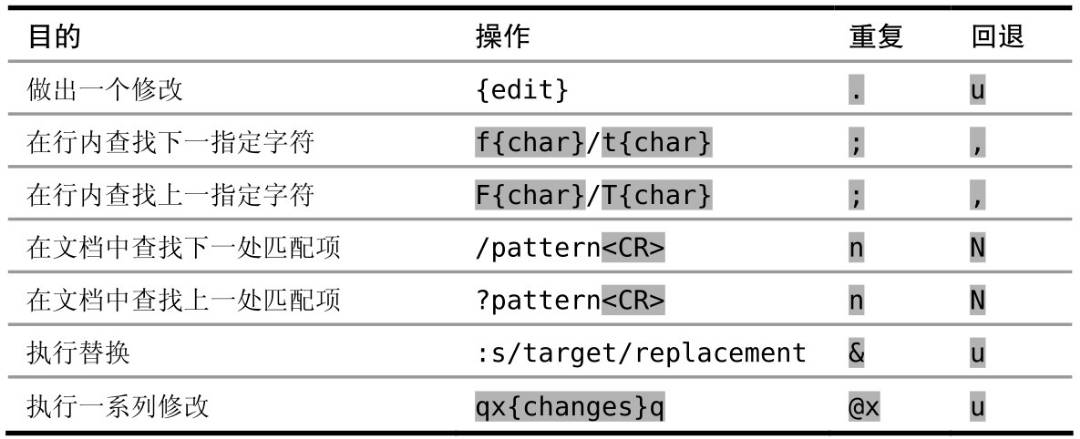 目的 操作 重复 回退
做出一个修改 {edit} . u
在行内查找下一指定字符 f{char}/t{char} ; ,
在行内查找上一指定字符 F{char}/T{char} ; ,
在文档中查找下一处匹配项 /pattern<CR> n N
在文档中查找上一处匹配项 ?pattern<CR> n N
执行替换 :s/target/replacement & u
执行一系列修改 qx{changes}q @x u